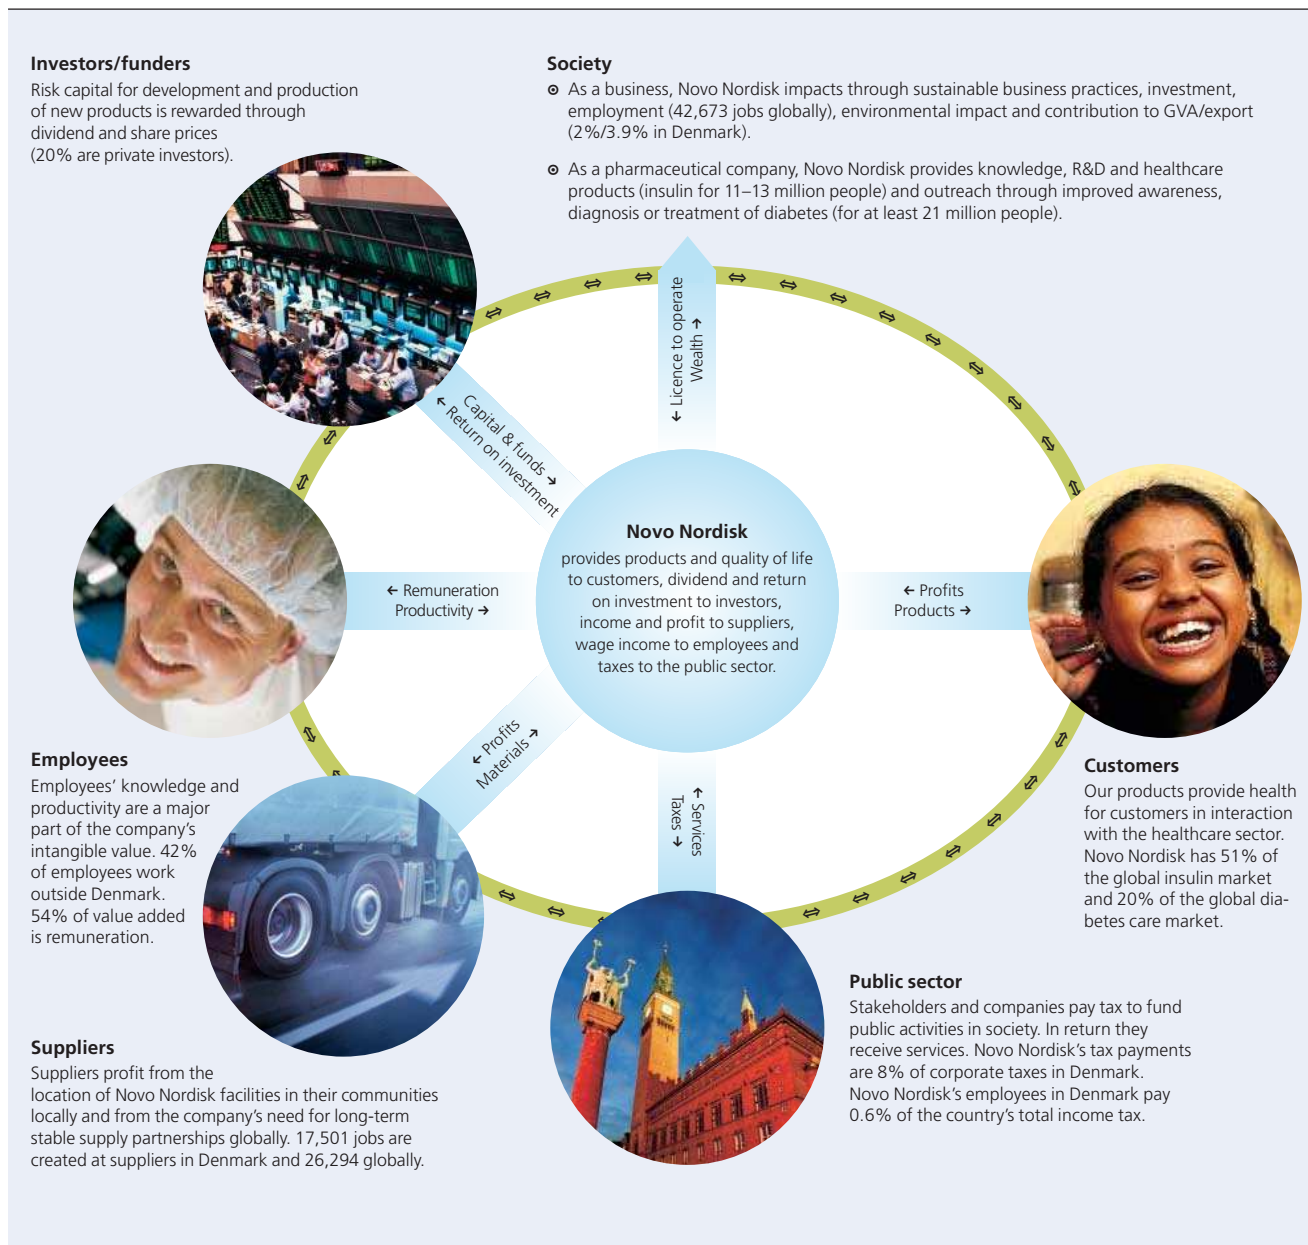 Investors/funders
Risk capital for development and production
of new products is rewarded through
dividend and share prices
(20% are private investors).
Society
As a business, Novo Nordisk impacts through sustainable business practices, investment,
employment (42,673 jobs globally), environmental impact and contribution to GVA/export
(2%/3.9% in Denmark).
As a pharmaceutical company, Novo Nordisk provides knowledge, R&D and healthcare
products (insulin for 11–13 million people) and outreach through improved awareness,
diagnosis or treatment of diabetes (for at least 21 million people).
← Licence to operate
Wealth →
Capital & funds →
← Return on investment
Novo Nordisk
provides products and quality of life
to customers, dividend and return
on investment to investors,
income and profit to suppliers,
wage income to employees and
taxes to the public sector.
← Remuneration
Productivity →
← Profits
Products →
← Profits
Materials →
← Services
Taxes →
Employees
Employees’ knowledge and
productivity are a major
part of the company’s
intangible value. 42%
of employees work
outside Denmark.
54% of value added
is remuneration.
Customers
Our products provide health
for customers in interaction
with the healthcare sector.
Novo Nordisk has 51% of
the global insulin market
and 20% of the global dia-
betes care market.
Suppliers
Suppliers profit from the
location of Novo Nordisk facilities in their communities
locally and from the company’s need for long-term
stable supply partnerships globally. 17,501 jobs are
created at suppliers in Denmark and 26,294 globally.
Public sector
Stakeholders and companies pay tax to fund
public activities in society. In return they
receive services. Novo Nordisk’s tax payments
are 8% of corporate taxes in Denmark.
Novo Nordisk’s employees in Denmark pay
0.6% of the country’s total income tax.